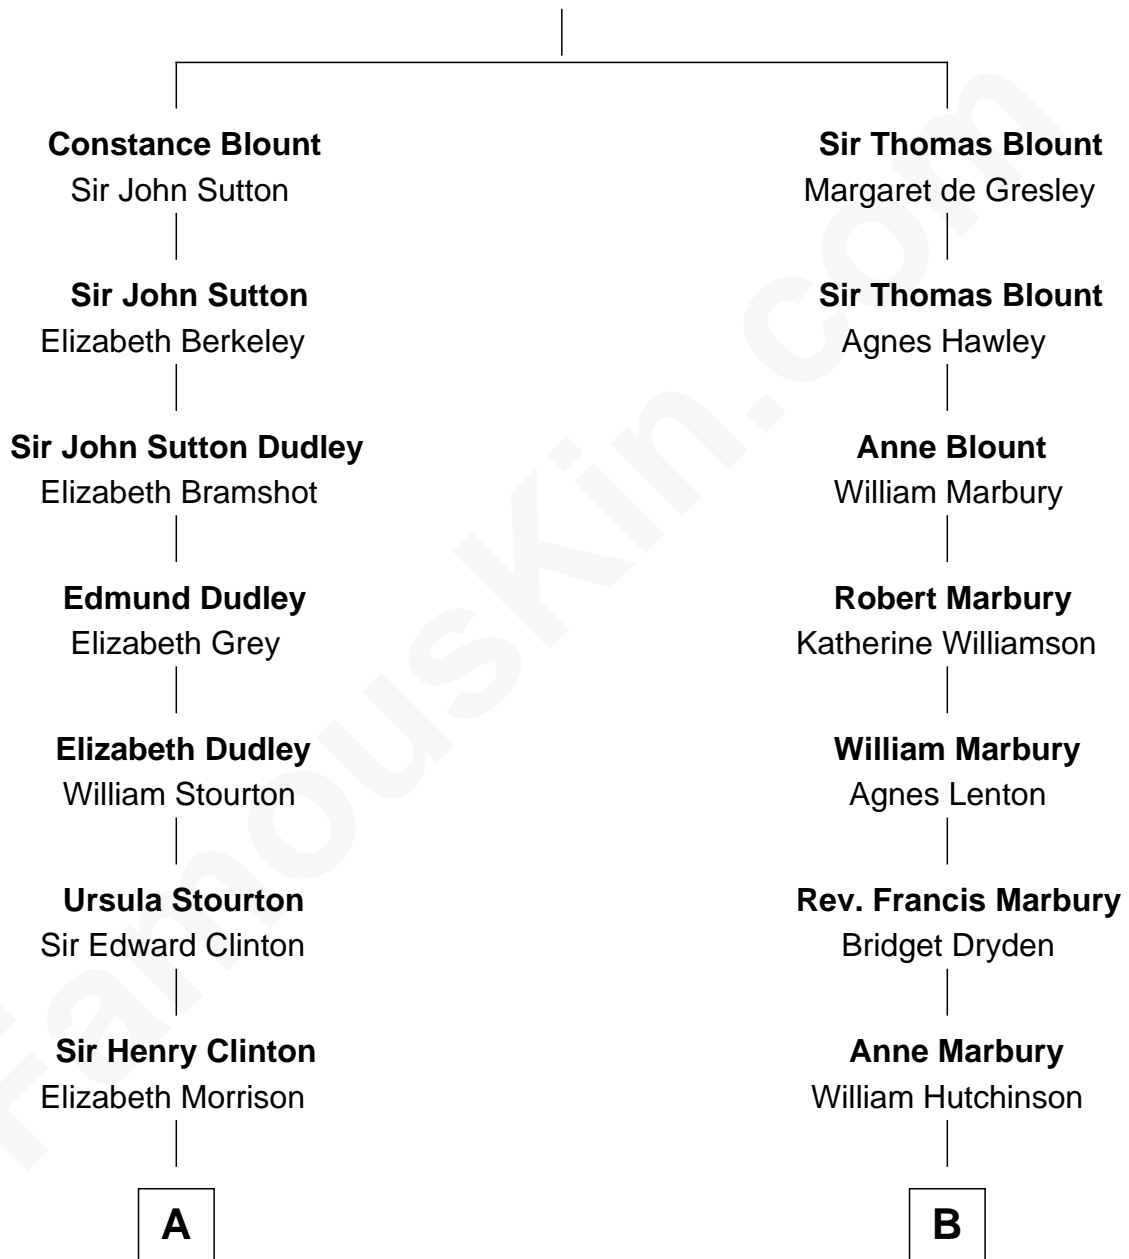 Constance Blount
Sir John Sutton
Sir John Sutton
Elizabeth Berkeley
Sir John Sutton Dudley
Elizabeth Bramshot
Edmund Dudley
Elizabeth Grey
Elizabeth Dudley
William Stourton
Ursula Stourton
Sir Edward Clinton
Sir Henry Clinton
Elizabeth Morrison
A
Sir Thomas Blount
Margaret de Gresley
Sir Thomas Blount
Agnes Hawley
Anne Blount
William Marbury
Robert Marbury
Katherine Williamson
William Marbury
Agnes Lenton
Rev. Francis Marbury
Bridget Dryden
Anne Marbury
William Hutchinson
B
FamousKin.com